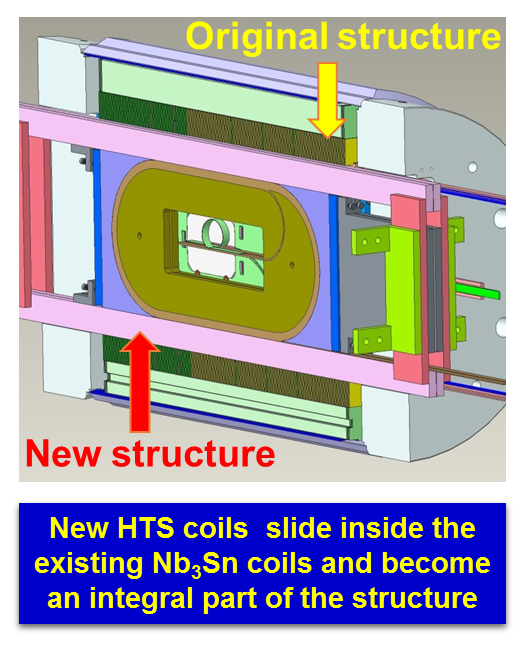 Original structure
New structure
New HTS coils slide inside the
existing Nb₃Sn coils and become
an integral part of the structure